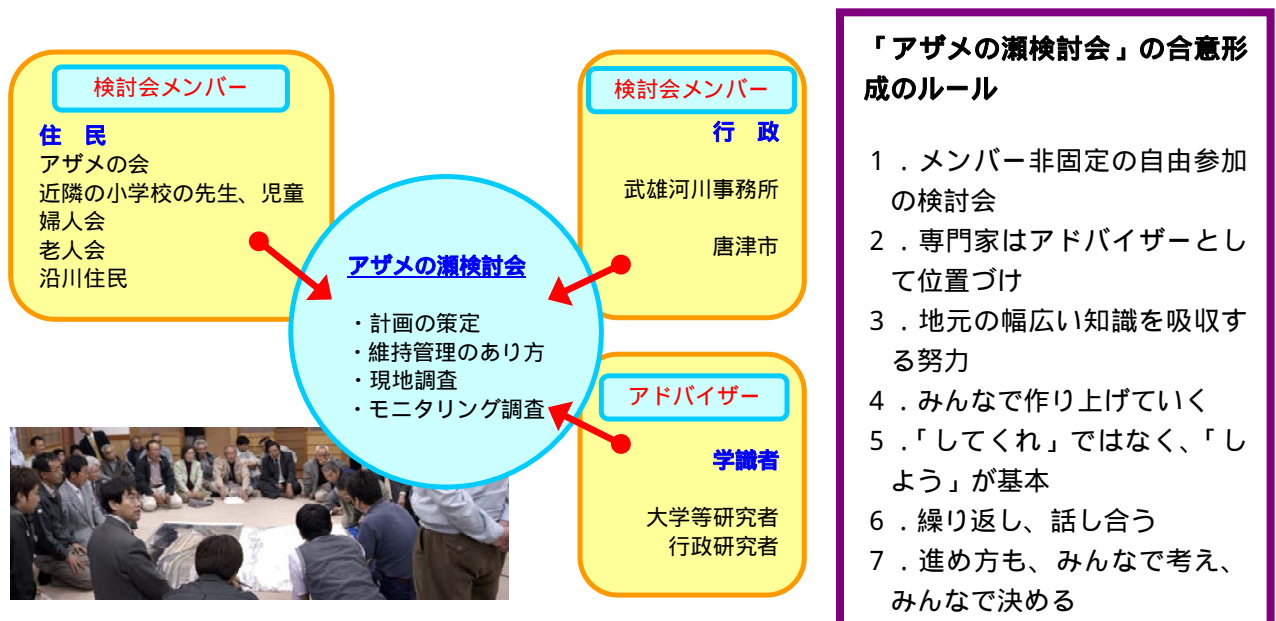 検討会メンバー
住　民
アザメの会
近隣の小学校の先生、児童
婦人会
老人会
沿川住民
検討会メンバー
行　政
武雄河川事務所
唐津市
アザメの瀬検討会
・計画の策定
・維持管理のあり方
・現地調査
・モニタリング調査
アドバイザー
学識者
大学等研究者
行政研究者
「アザメの瀬検討会」の合意形
成のルール
1．メンバー非固定の自由参加
の検討会
2．専門家はアドバイザーとし
て位置づけ
3．地元の幅広い知識を吸収す
る努力
4．みんなで作り上げていく
5．「してくれ」ではなく、「し
よう」が基本
6．繰り返し、話し合う
7．進め方も、みんなで考え、
みんなで決める